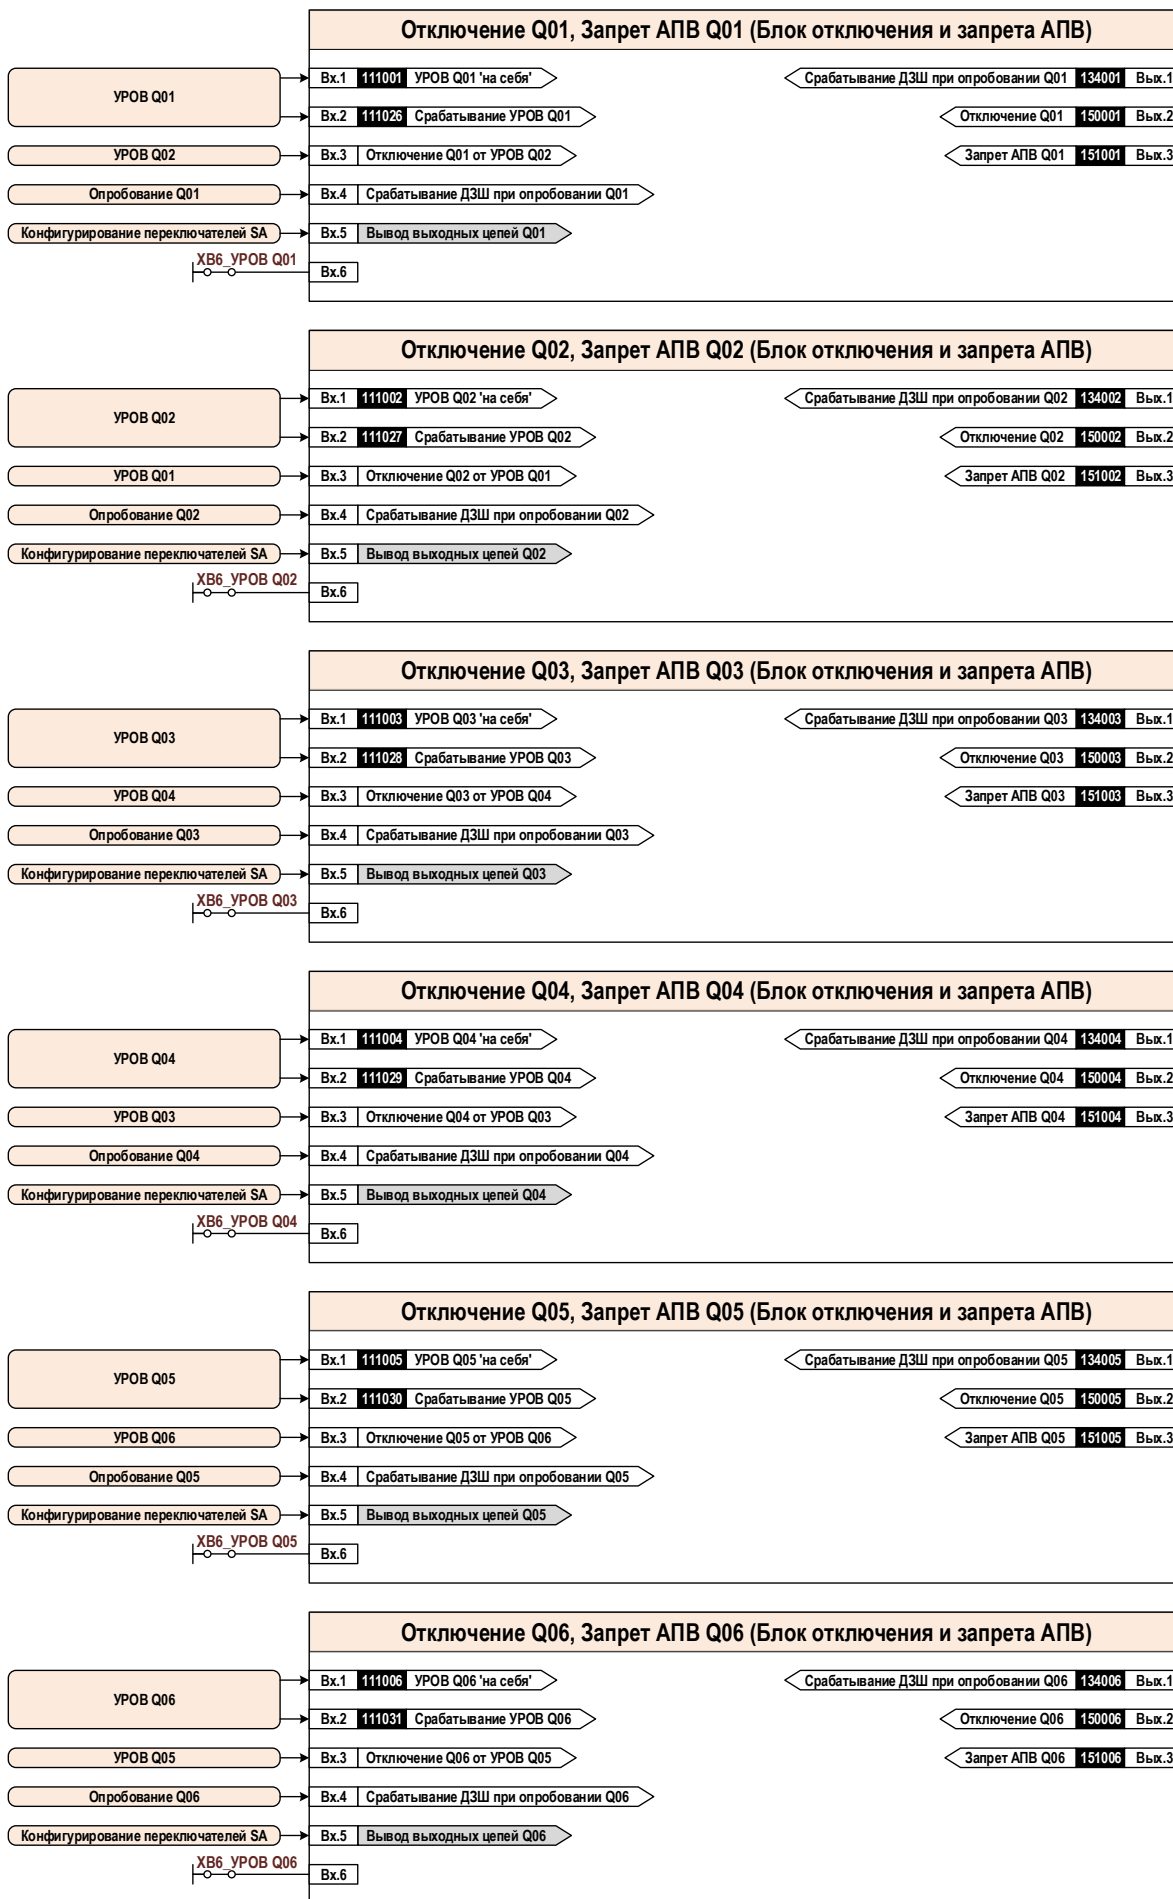 Отключение Q01, Запрет АПВ Q01 (Блок отключения и запрета АПВ)
УРОВ Q01
Вх.1 111001 УРОВ Q01 'на себя'
Срабатывание ДЗШ при опробовании Q01 134001 Вых.1
Вх.2 111026 Срабатывание УРОВ Q01
Отключение Q01 150001 Вых.2
УРОВ Q02
Вх.3 Отключение Q01 от УРОВ Q02
Запрет АПВ Q01 151001 Вых.3
Опробование Q01
Вх.4 Срабатывание ДЗШ при опробовании Q01
Конфигурирование переключателей SA
Вх.5 Вывод выходных цепей Q01
XB6_УРОВ Q01
Вх.6
Отключение Q02, Запрет АПВ Q02 (Блок отключения и запрета АПВ)
УРОВ Q02
Вх.1 111002 УРОВ Q02 'на себя'
Срабатывание ДЗШ при опробовании Q02 134002 Вых.1
Вх.2 111027 Срабатывание УРОВ Q02
Отключение Q02 150002 Вых.2
УРОВ Q01
Вх.3 Отключение Q02 от УРОВ Q01
Запрет АПВ Q02 151002 Вых.3
Опробование Q02
Вх.4 Срабатывание ДЗШ при опробовании Q02
Конфигурирование переключателей SA
Вх.5 Вывод выходных цепей Q02
XB6_УРОВ Q02
Вх.6
Отключение Q03, Запрет АПВ Q03 (Блок отключения и запрета АПВ)
УРОВ Q03
Вх.1 111003 УРОВ Q03 'на себя'
Срабатывание ДЗШ при опробовании Q03 134003 Вых.1
Вх.2 111028 Срабатывание УРОВ Q03
Отключение Q03 150003 Вых.2
УРОВ Q04
Вх.3 Отключение Q03 от УРОВ Q04
Запрет АПВ Q03 151003 Вых.3
Опробование Q03
Вх.4 Срабатывание ДЗШ при опробовании Q03
Конфигурирование переключателей SA
Вх.5 Вывод выходных цепей Q03
XB6_УРОВ Q03
Вх.6
Отключение Q04, Запрет АПВ Q04 (Блок отключения и запрета АПВ)
УРОВ Q04
Вх.1 111004 УРОВ Q04 'на себя'
Срабатывание ДЗШ при опробовании Q04 134004 Вых.1
Вх.2 111029 Срабатывание УРОВ Q04
Отключение Q04 150004 Вых.2
УРОВ Q03
Вх.3 Отключение Q04 от УРОВ Q03
Запрет АПВ Q04 151004 Вых.3
Опробование Q04
Вх.4 Срабатывание ДЗШ при опробовании Q04
Конфигурирование переключателей SA
Вх.5 Вывод выходных цепей Q04
XB6_УРОВ Q04
Вх.6
Отключение Q05, Запрет АПВ Q05 (Блок отключения и запрета АПВ)
УРОВ Q05
Вх.1 111005 УРОВ Q05 'на себя'
Срабатывание ДЗШ при опробовании Q05 134005 Вых.1
Вх.2 111030 Срабатывание УРОВ Q05
Отключение Q05 150005 Вых.2
УРОВ Q06
Вх.3 Отключение Q05 от УРОВ Q06
Запрет АПВ Q05 151005 Вых.3
Опробование Q05
Вх.4 Срабатывание ДЗШ при опробовании Q05
Конфигурирование переключателей SA
Вх.5 Вывод выходных цепей Q05
XB6_УРОВ Q05
Вх.6
Отключение Q06, Запрет АПВ Q06 (Блок отключения и запрета АПВ)
УРОВ Q06
Вх.1 111006 УРОВ Q06 'на себя'
Срабатывание ДЗШ при опробовании Q06 134006 Вых.1
Вх.2 111031 Срабатывание УРОВ Q06
Отключение Q06 150006 Вых.2
УРОВ Q05
Вх.3 Отключение Q06 от УРОВ Q05
Запрет АПВ Q06 151006 Вых.3
Опробование Q06
Вх.4 Срабатывание ДЗШ при опробовании Q06
Конфигурирование переключателей SA
Вх.5 Вывод выходных цепей Q06
XB6_УРОВ Q06
Вх.6